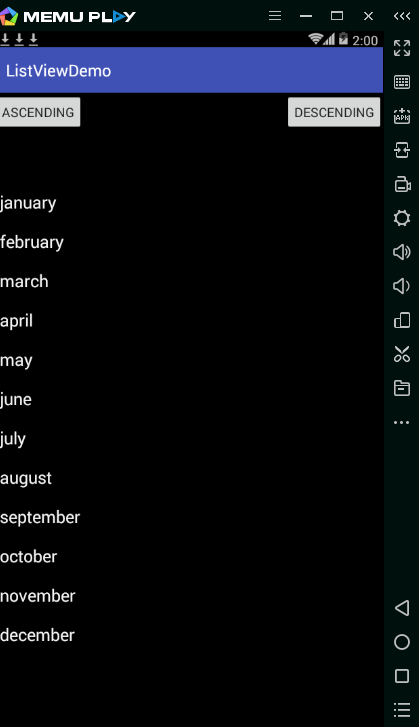 MEMU PLAY
2:00
ListViewDemo
ASCENDING DESCENDING
january
february
march
april
may
june
july
august
september
october
november
december
APK